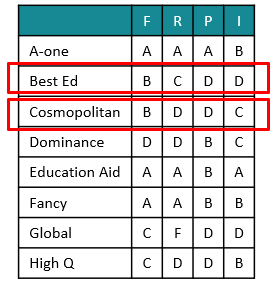 F R P I
A-one A A A B
Best Ed B C D D
Cosmopolitan B D D C
Dominance D D B C
Education Aid A A B A
Fancy A A B B
Global C F D D
High Q C D D B